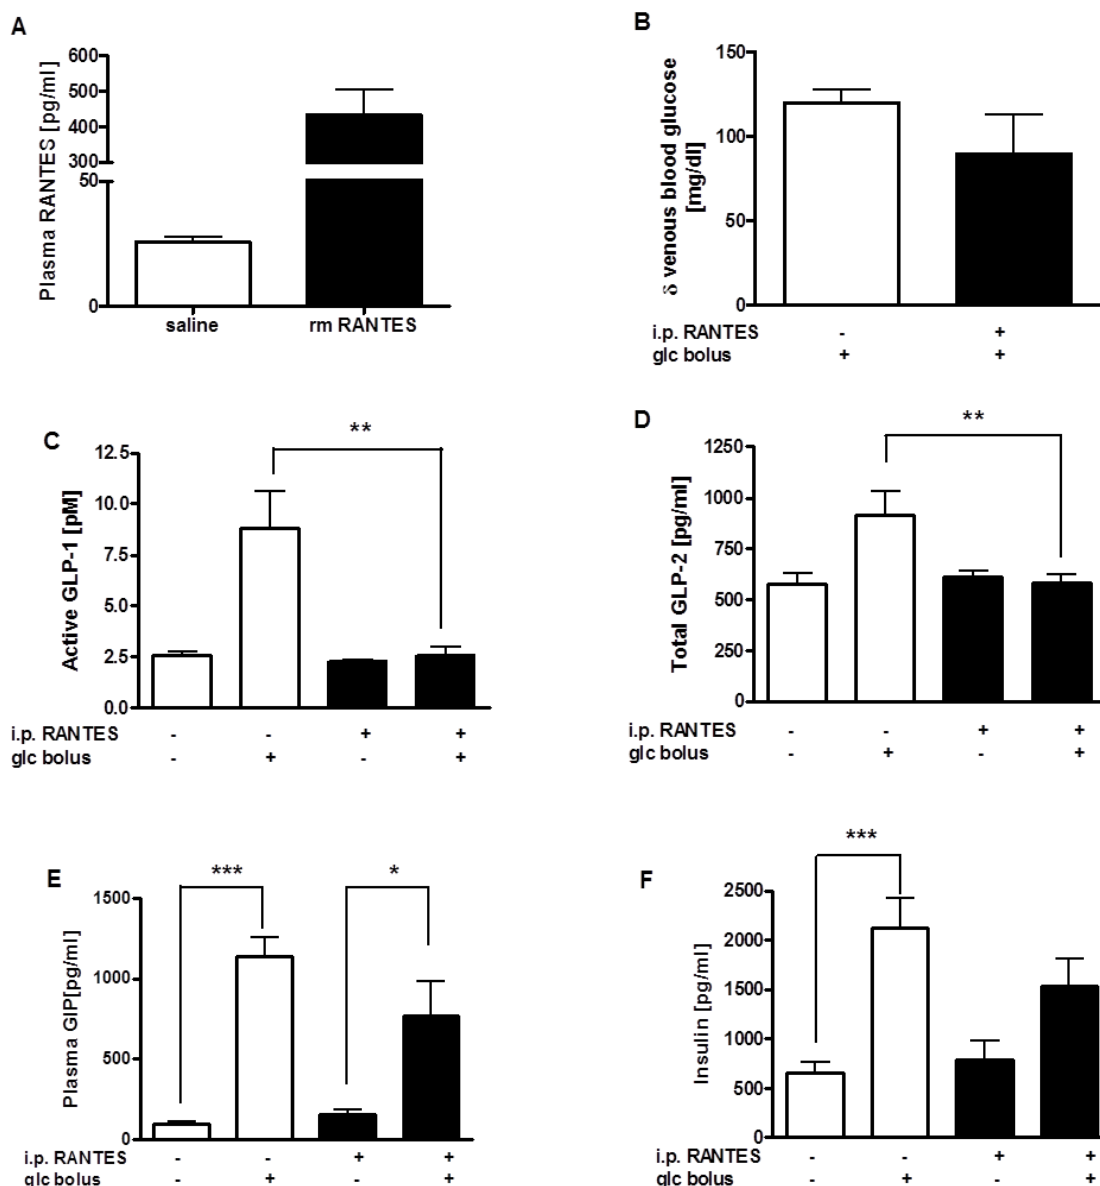 A
Plasma RANTES [pg/ml]
600
500
400
300
50
0
saline rm RANTES
B
δ venous blood glucose
[mg/dl]
150
100
50
0
i.p. RANTES - +
glc bolus + +
C
**
Active GLP-1 [pM]
12.5
10.0
7.5
5.0
2.5
0.0
i.p. RANTES - - + +
glc bolus - + - +
D
**
Total GLP-2 [pg/ml]
1250
1000
750
500
250
0
i.p. RANTES - - + +
glc bolus - + - +
E
*** *
Plasma GIP[pg/ml]
1500
1000
500
0
i.p. RANTES - - + +
glc bolus - + - +
F
***
Insulin [pg/ml]
2500
2000
1500
1000
500
0
i.p. RANTES - - + +
glc bolus - + - +